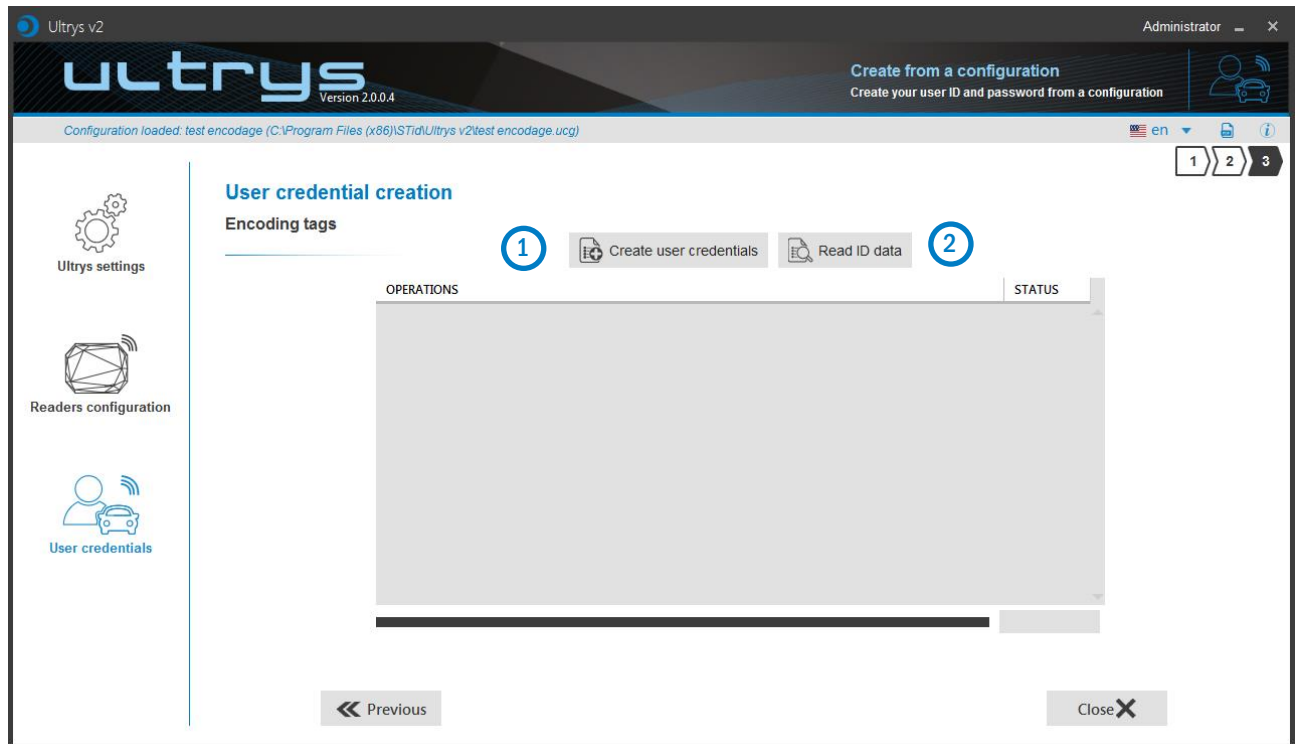 Ultrys v2
Administrator
ultrys
Version 2.0.0.4
Create from a configuration
Create your user ID and password from a configuration
Configuration loaded: test encodage (C:\Program Files (x86)\STid\Ultrys v2\test encodage.ucg)
en
1 2 3
User credential creation
Encoding tags
1 Create user credentials Read ID data 2
OPERATIONS STATUS
Ultrys settings
Readers configuration
User credentials
Previous
Close